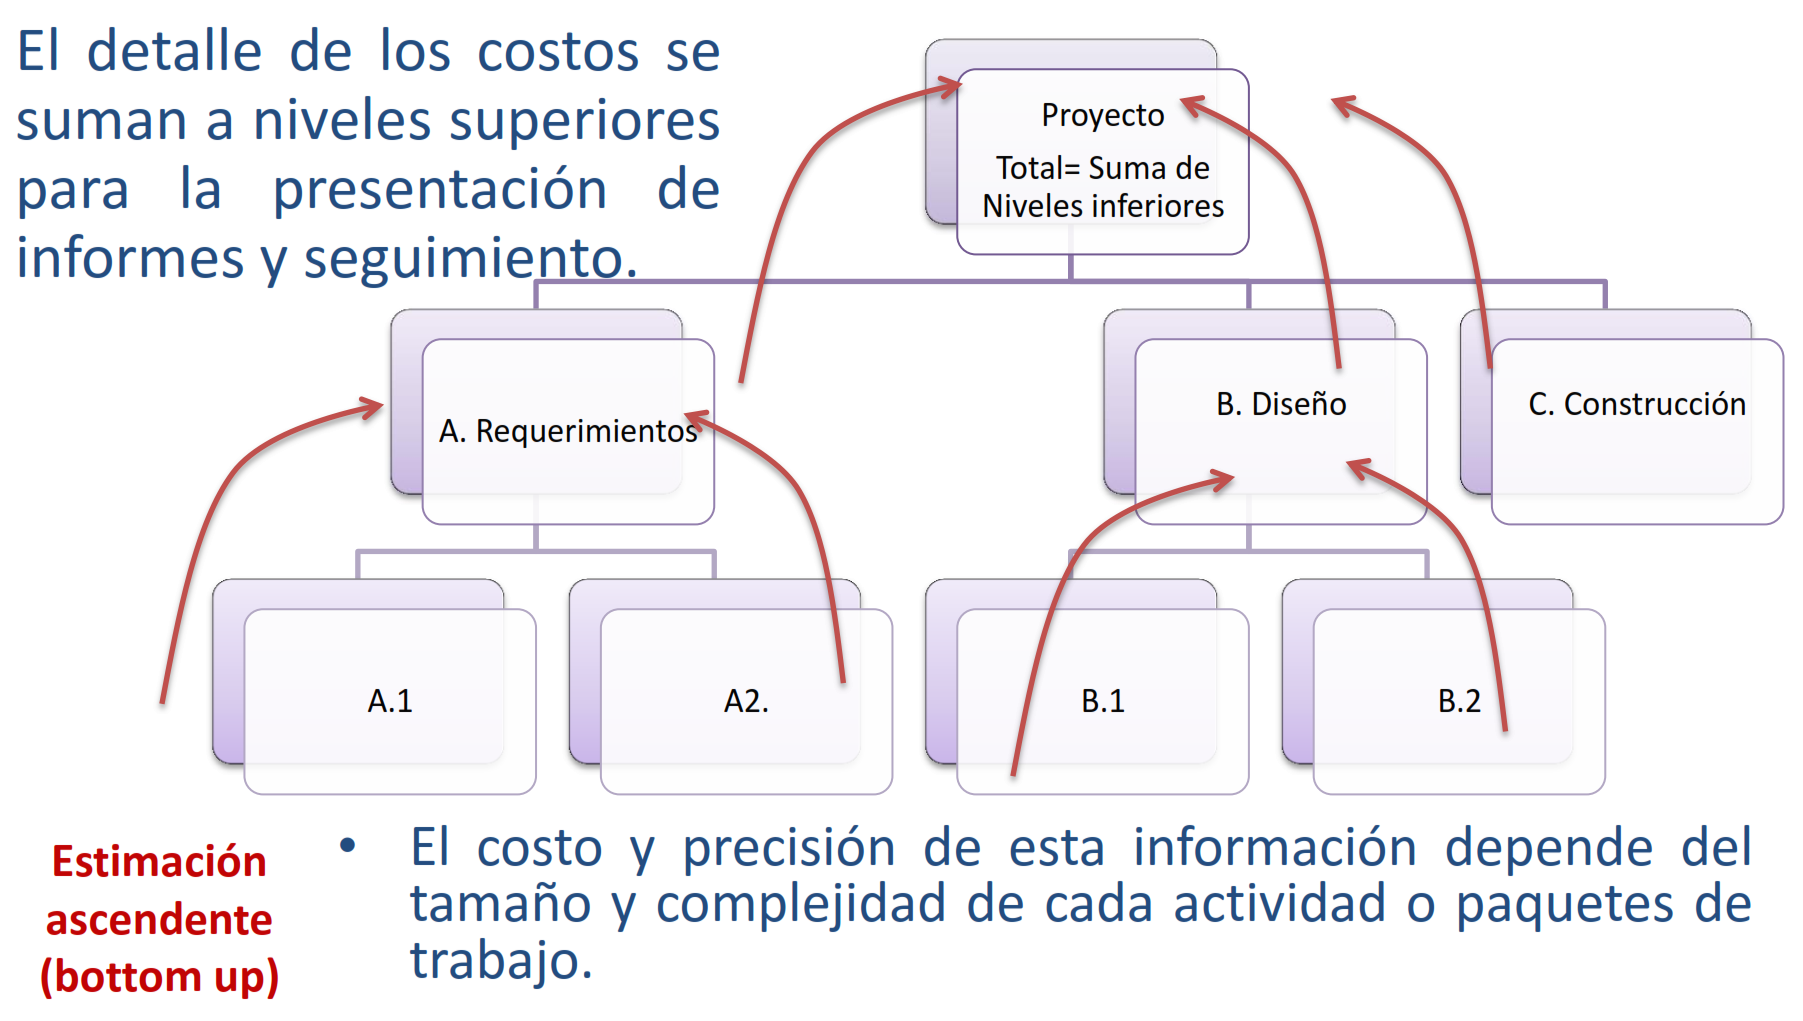 El detalle de los costos se
suman a niveles superiores
para la presentación de
informes y seguimiento.
Proyecto
Total= Suma de
Niveles inferiores
A. Requerimientos
B. Diseño
C. Construcción
A.1
A2.
B.1
B.2
Estimación
ascendente
(bottom up)
• El costo y precisión de esta información depende del
tamaño y complejidad de cada actividad o paquetes de
trabajo.